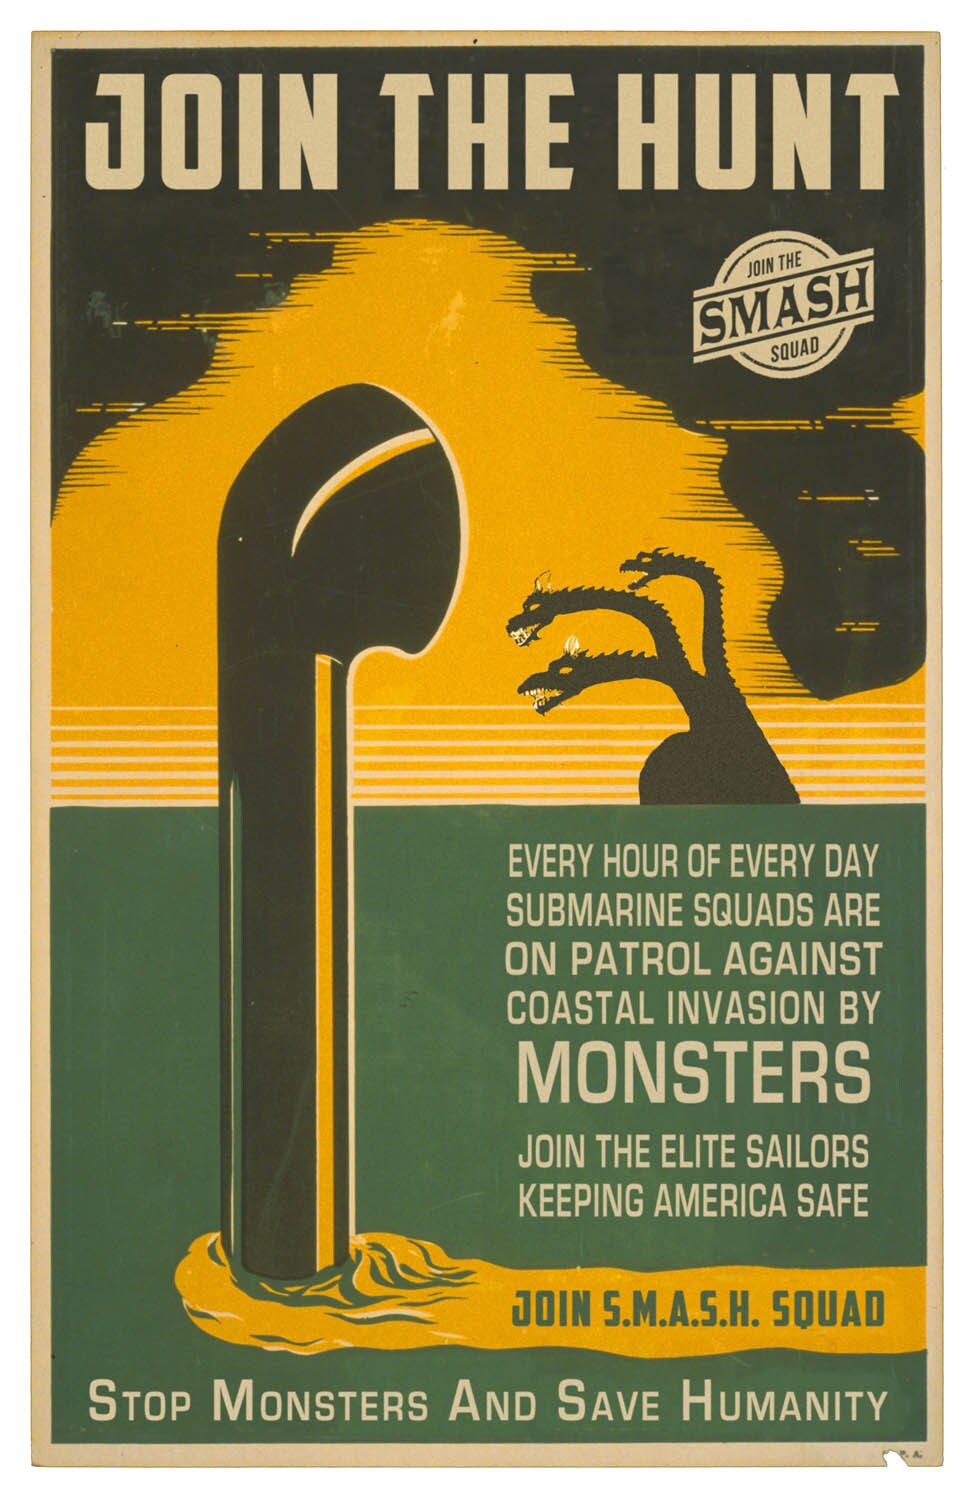 JOIN THE HUNT
JOIN THE
SMASH
SQUAD
EVERY HOUR OF EVERY DAY
SUBMARINE SQUADS ARE
ON PATROL AGAINST
COASTAL INVASION BY
MONSTERS
JOIN THE ELITE SAILORS
KEEPING AMERICA SAFE
JOIN S.M.A.S.H. SQUAD
STOP MONSTERS AND SAVE HUMANITY